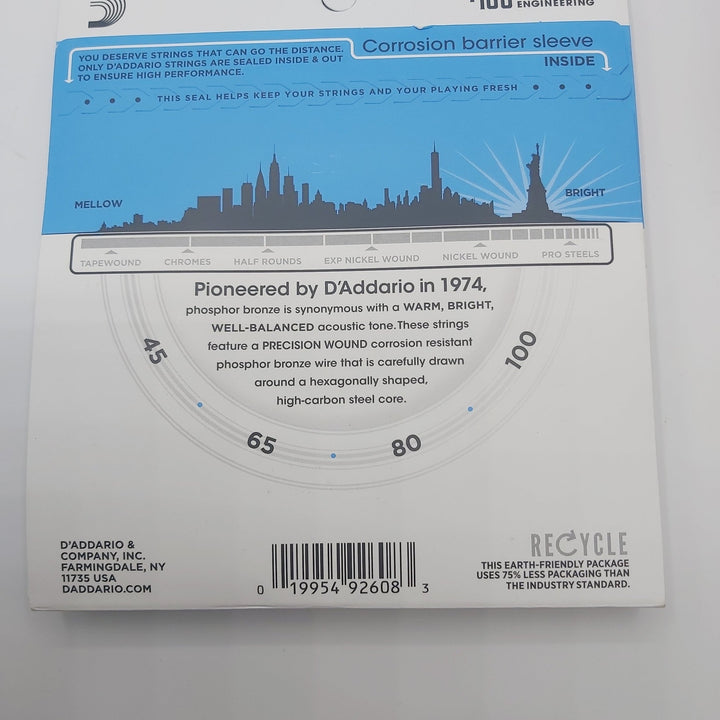 100 ENGINEERING
YOU DESERVE STRINGS THAT CAN GO THE DISTANCE.
ONLY D'ADDARIO STRINGS ARE SEALED INSIDE & OUT
TO ENSURE HIGH PERFORMANCE.
Corrosion barrier sleeve
INSIDE
THIS SEAL HELPS KEEP YOUR STRINGS AND YOUR PLAYING FRESH
MELLOW
BRIGHT
TAPEWOUND CHROMES HALF ROUNDS EXP NICKEL WOUND NICKEL WOUND PRO STEELS
Pioneered by D'Addario in 1974,
phosphor bronze is synonymous with a WARM, BRIGHT,
WELL-BALANCED acoustic tone. These strings
feature a PRECISION WOUND corrosion resistant
phosphor bronze wire that is carefully drawn
around a hexagonally shaped,
high-carbon steel core.
45
65
80
100
D'ADDARIO &
COMPANY, INC.
FARMINGDALE, NY
11735 USA
DADDARIO.COM
0 19954 92608 3
RECYCLE
THIS EARTH-FRIENDLY PACKAGE
USES 75% LESS PACKAGING THAN
THE INDUSTRY STANDARD.